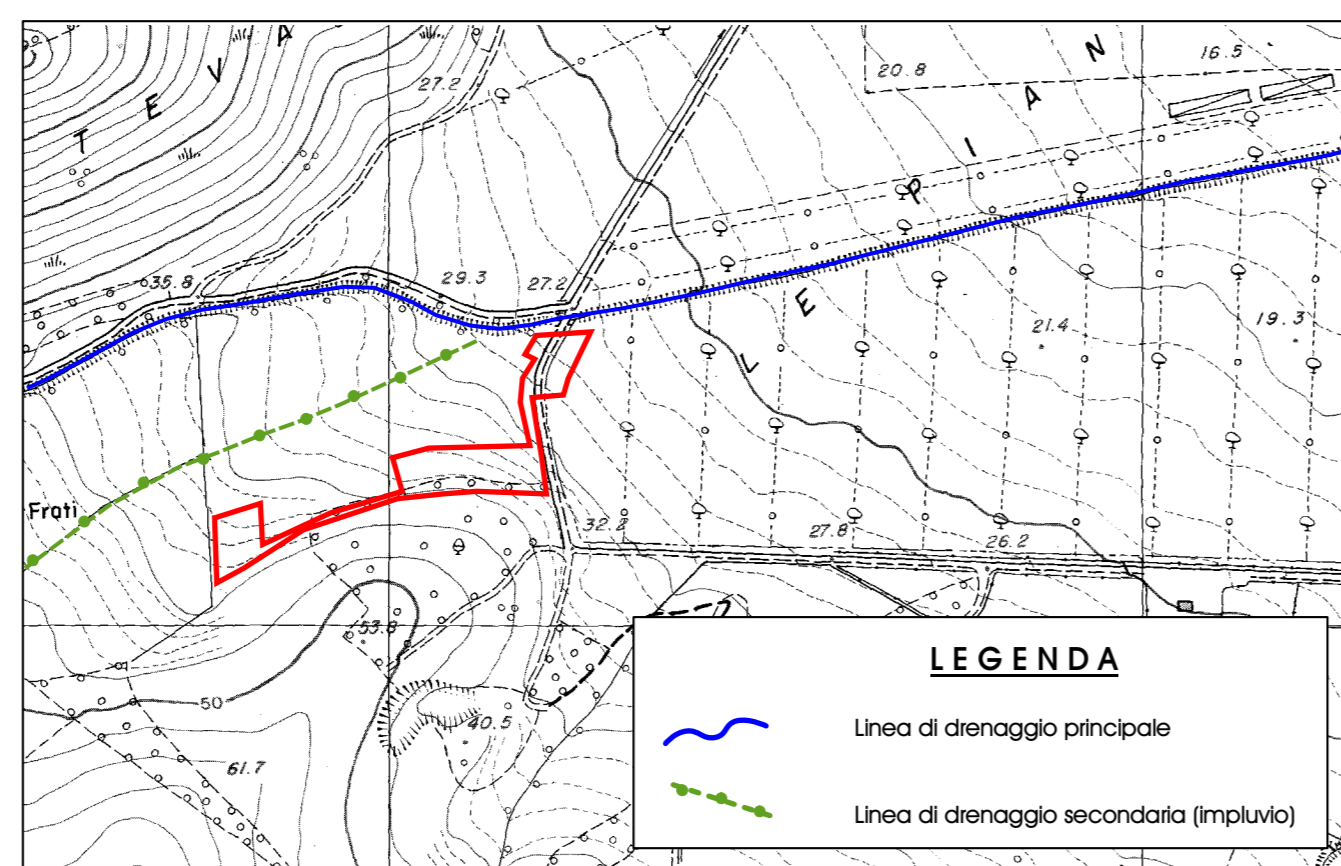 T E V A
27.2
20.8
16.5
L E P I A N
35.8
29.3
27.2
21.4
19.3
Frati
32.2
27.8
26.2
53.8
50
40.5
61.7
LEGENDA
Linea di drenaggio principale
Linea di drenaggio secondaria (impluvio)